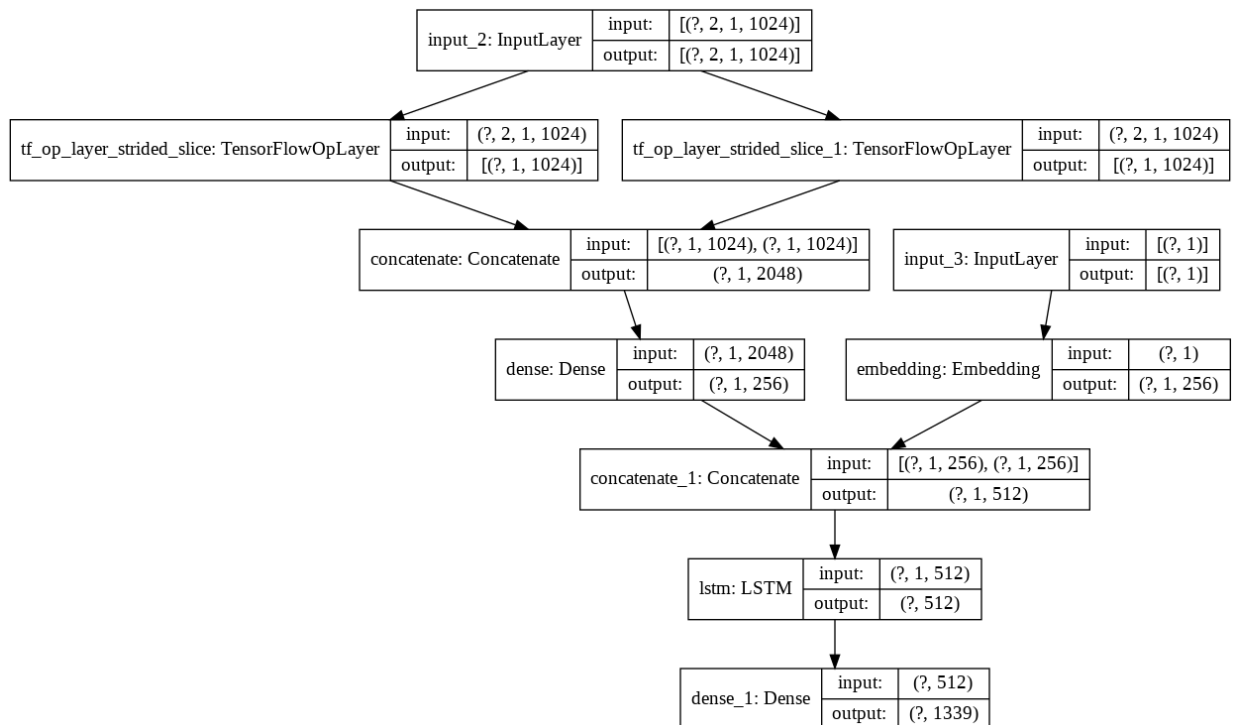 input_2: InputLayer
input: [(?, 2, 1, 1024)]
output: [(?, 2, 1, 1024)]
tf_op_layer_strided_slice: TensorFlowOpLayer
input: (?, 2, 1, 1024)
output: [(?, 1, 1024)]
tf_op_layer_strided_slice_1: TensorFlowOpLayer
input: (?, 2, 1, 1024)
output: [(?, 1, 1024)]
concatenate: Concatenate
input: [(?, 1, 1024), (?, 1, 1024)]
output: (?, 1, 2048)
input_3: InputLayer
input: [(?, 1)]
output: [(?, 1)]
dense: Dense
input: (?, 1, 2048)
output: (?, 1, 256)
embedding: Embedding
input: (?, 1)
output: (?, 1, 256)
concatenate_1: Concatenate
input: [(?, 1, 256), (?, 1, 256)]
output: (?, 1, 512)
lstm: LSTM
input: (?, 1, 512)
output: (?, 512)
dense_1: Dense
input: (?, 512)
output: (?, 1339)